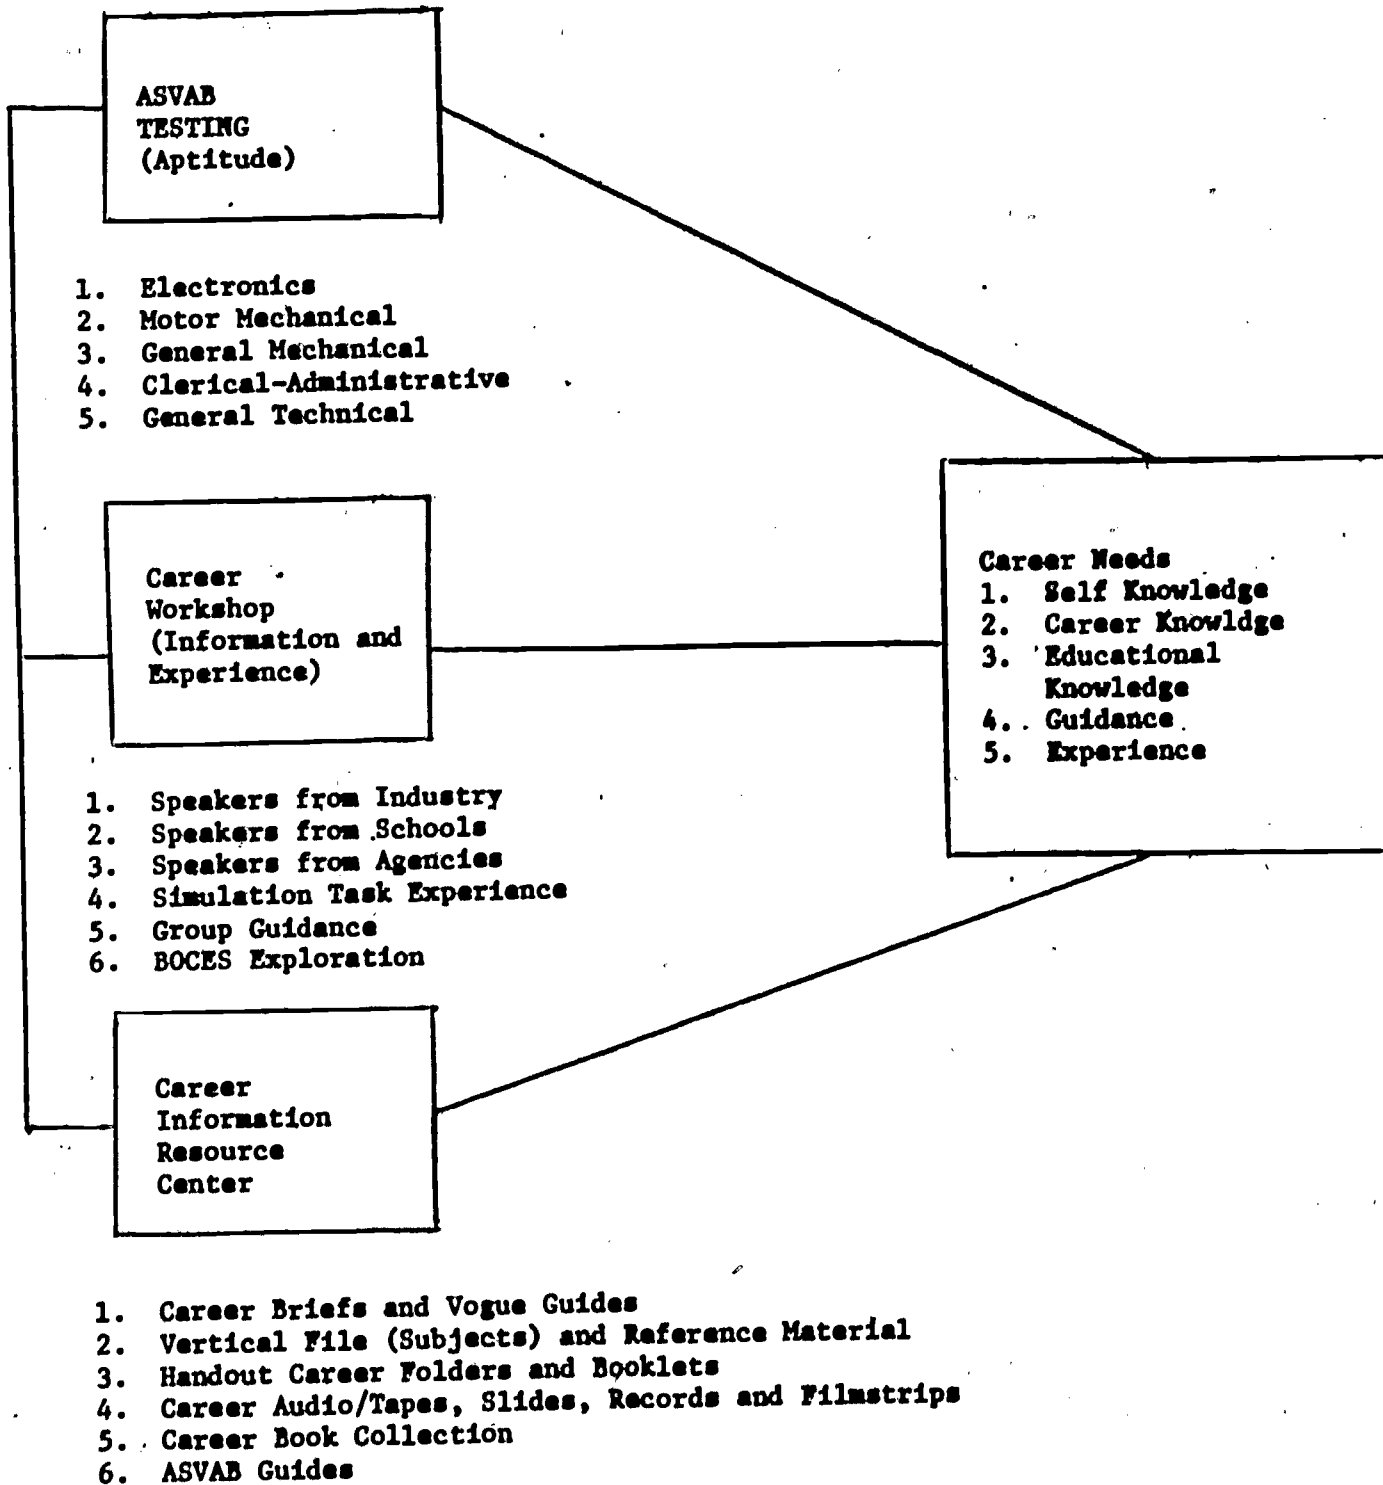 ASVAB
TESTING
(Aptitude)
1. Electronics
2. Motor Mechanical
3. General Mechanical
4. Clerical-Administrative
5. General Technical
Career
Workshop
(Information and
Experience)
1. Speakers from Industry
2. Speakers from Schools
3. Speakers from Agencies
4. Simulation Task Experience
5. Group Guidance
6. BOCES Exploration
Career
Information
Resource
Center
1. Career Briefs and Vogue Guides
2. Vertical File (Subjects) and Reference Material
3. Handout Career Folders and Booklets
4. Career Audio/Tapes, Slides, Records and Filmstrips
5. Career Book Collection
6. ASVAB Guides
Career Needs
1. Self Knowledge
2. Career Knowldge
3. Educational
Knowledge
4. Guidance
5. Experience